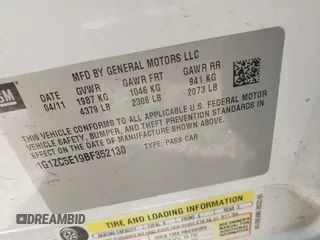 GM
MFD BY GENERAL MOTORS LLC
DATE GVWR GAWR FRT GAWR RR
04/11 1987 KG 1046 KG 941 KG
4379 LB 2306 LB 2073 LB
THIS VEHICLE CONFORMS TO ALL APPLICABLE U.S. FEDERAL MOTOR
VEHICLE SAFETY, BUMPER, AND THEFT PREVENTION STANDARDS IN
EFFECT ON THE DATE OF MANUFACTURE SHOWN ABOVE.
1G1ZC5E19BF352130 TYPE: PASS CAR
TIRE AND LOADING INFORMATION
DREAMBID